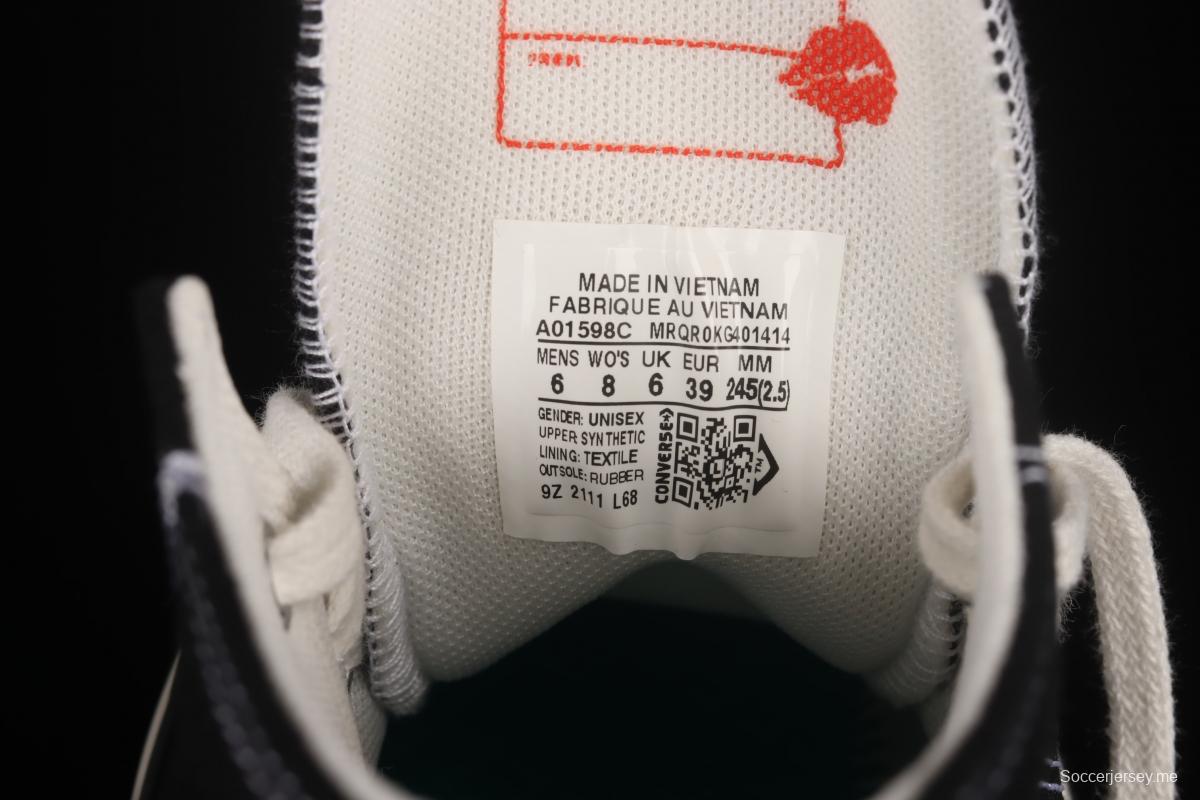 MADE IN VIETNAM
FABRIQUE AU VIETNAM
A01598C MRQR0KG401414
MENS WO'S UK EUR MM
6 8 6 39 245(2.5)
GENDER: UNISEX
UPPER SYNTHETIC
LINING: TEXTILE
OUTSOLE: RUBBER
9Z 2111 L68
CONVERSE
TM
Soccerjersey.me